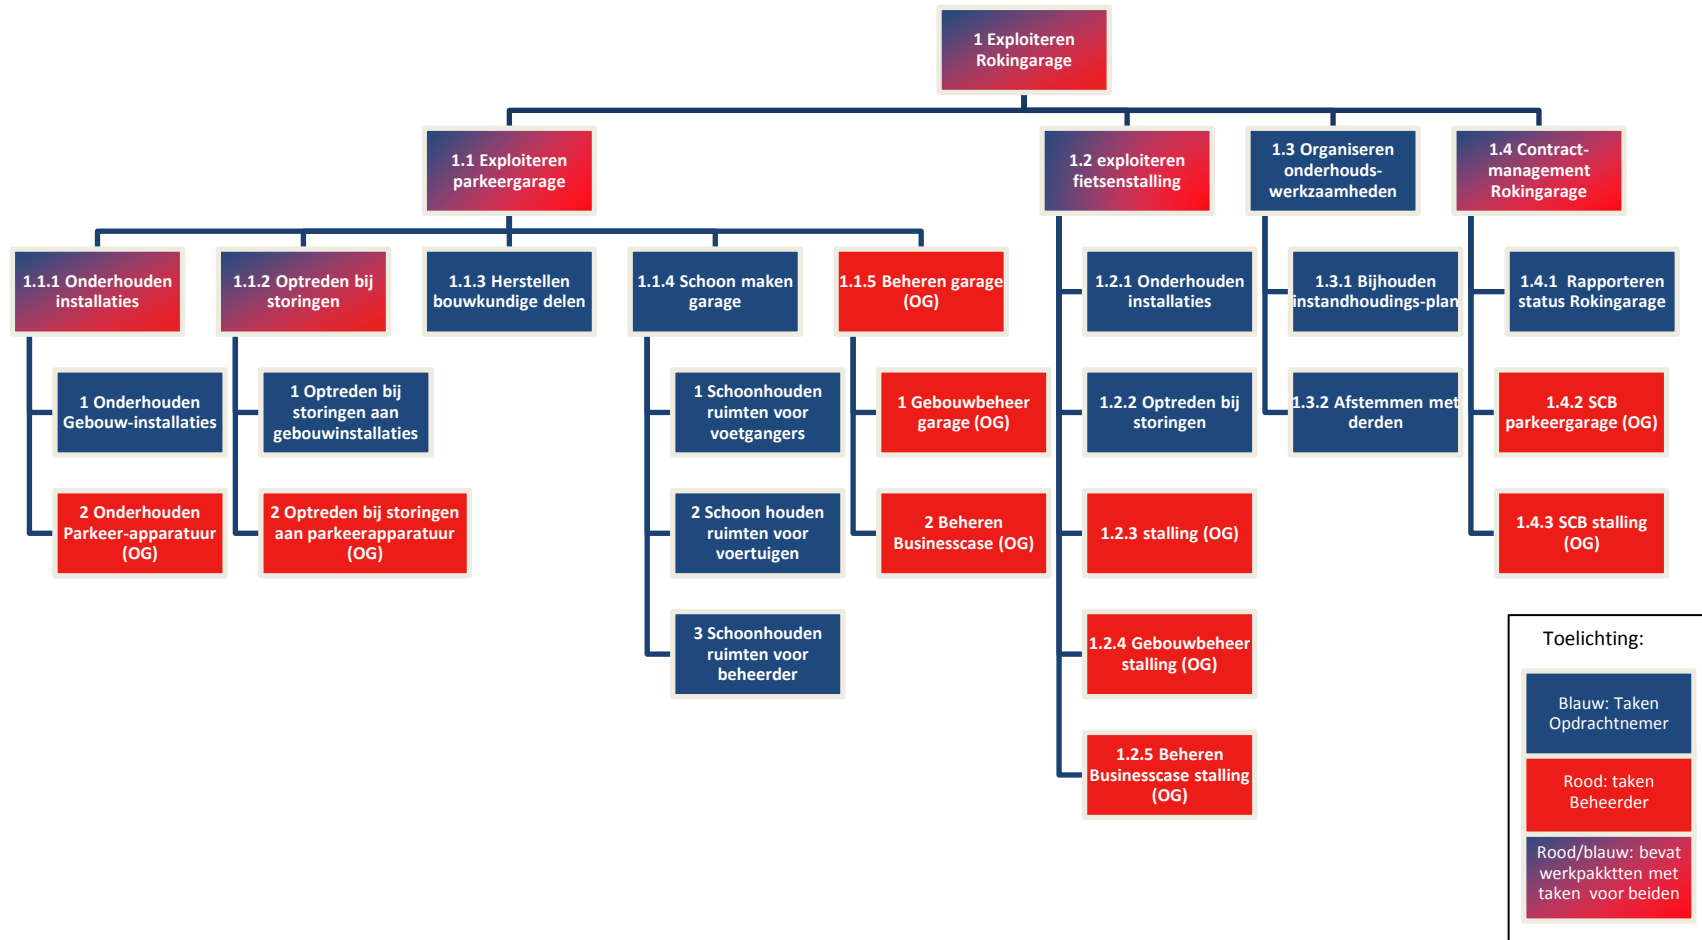 1 Exploiteren
Rokingarage
1.1 Exploiteren
parkeergarage
1.2 exploiteren
fietsenstalling
1.3 Organiseren
onderhouds-
werkzaamheden
1.4 Contract-
management
Rokingarage
1.1.1 Onderhouden
installaties
1.1.2 Optreden bij
storingen
1.1.3 Herstellen
bouwkundige delen
1.1.4 Schoon maken
garage
1.1.5 Beheren garage
(OG)
1.2.1 Onderhouden
installaties
1.3.1 Bijhouden
instandhoudings-plan
1.4.1 Rapporteren
status Rokingarage
1 Onderhouden
Gebouw-installaties
1 Optreden bij
storingen aan
gebouwinstallaties
1 Schoonhouden
ruimten voor
voetgangers
1 Gebouwbeheer
garage (OG)
1.2.2 Optreden bij
storingen
1.3.2 Afstemmen met
derden
1.4.2 SCB
parkeergarage (OG)
2 Onderhouden
Parkeer-apparatuur
(OG)
2 Optreden bij storingen
aan parkeerapparatuur
(OG)
2 Schoon houden
ruimten voor
voertuigen
2 Beheren
Businesscase (OG)
1.2.3 stalling (OG)
1.4.3 SCB stalling
(OG)
3 Schoonhouden
ruimten voor
beheerder
1.2.4 Gebouwbeheer
stalling (OG)
1.2.5 Beheren
Businesscase stalling
(OG)
Toelichting:
Blauw: Taken
Opdrachtnemer
Rood: taken
Beheerder
Rood/blauw: bevat
werkpakktten met
taken voor beiden